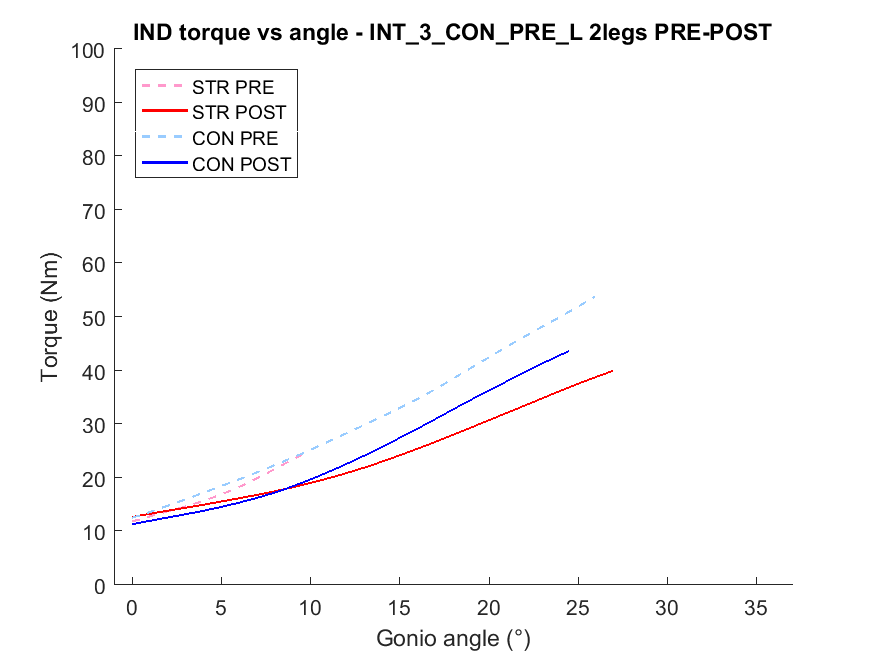 IND torque vs angle - INT_3_CON_PRE_L 2legs PRE-POST
100
90
80
70
60
50
40
30
20
10
0
Torque (Nm)
STR PRE
STR POST
CON PRE
CON POST
0 5 10 15 20 25 30 35
Gonio angle (°)